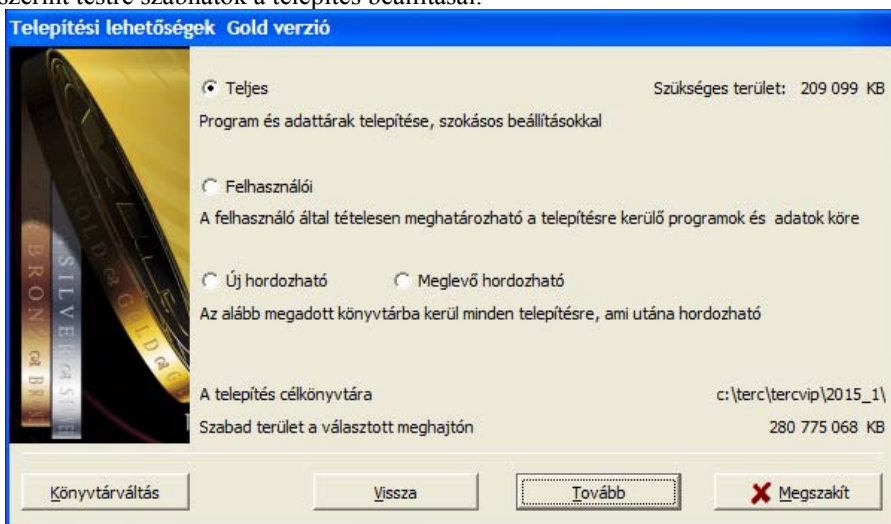 szerint testre szabhatók a telepítés beállításai.
Telepítési lehetőségek Gold verzió
Teljes Szükséges terület: 209 099 KB
Program és adattárak telepítése, szokásos beállításokkal
Felhasználói
A felhasználó által tételesen meghatározható a telepítésre kerülő programok és adatok köre
Új hordozható Meglevő hordozható
Az alább megadott könyvtárba kerül minden telepítésre, ami utána hordozható
A telepítés célkönyvtára c:\terc\tercvip\2015_1\
Szabad terület a választott meghajtón 280 775 068 KB
Könyvtárváltás Vissza Tovább Megszakít
GOLD GOLD
SILVER
BRON